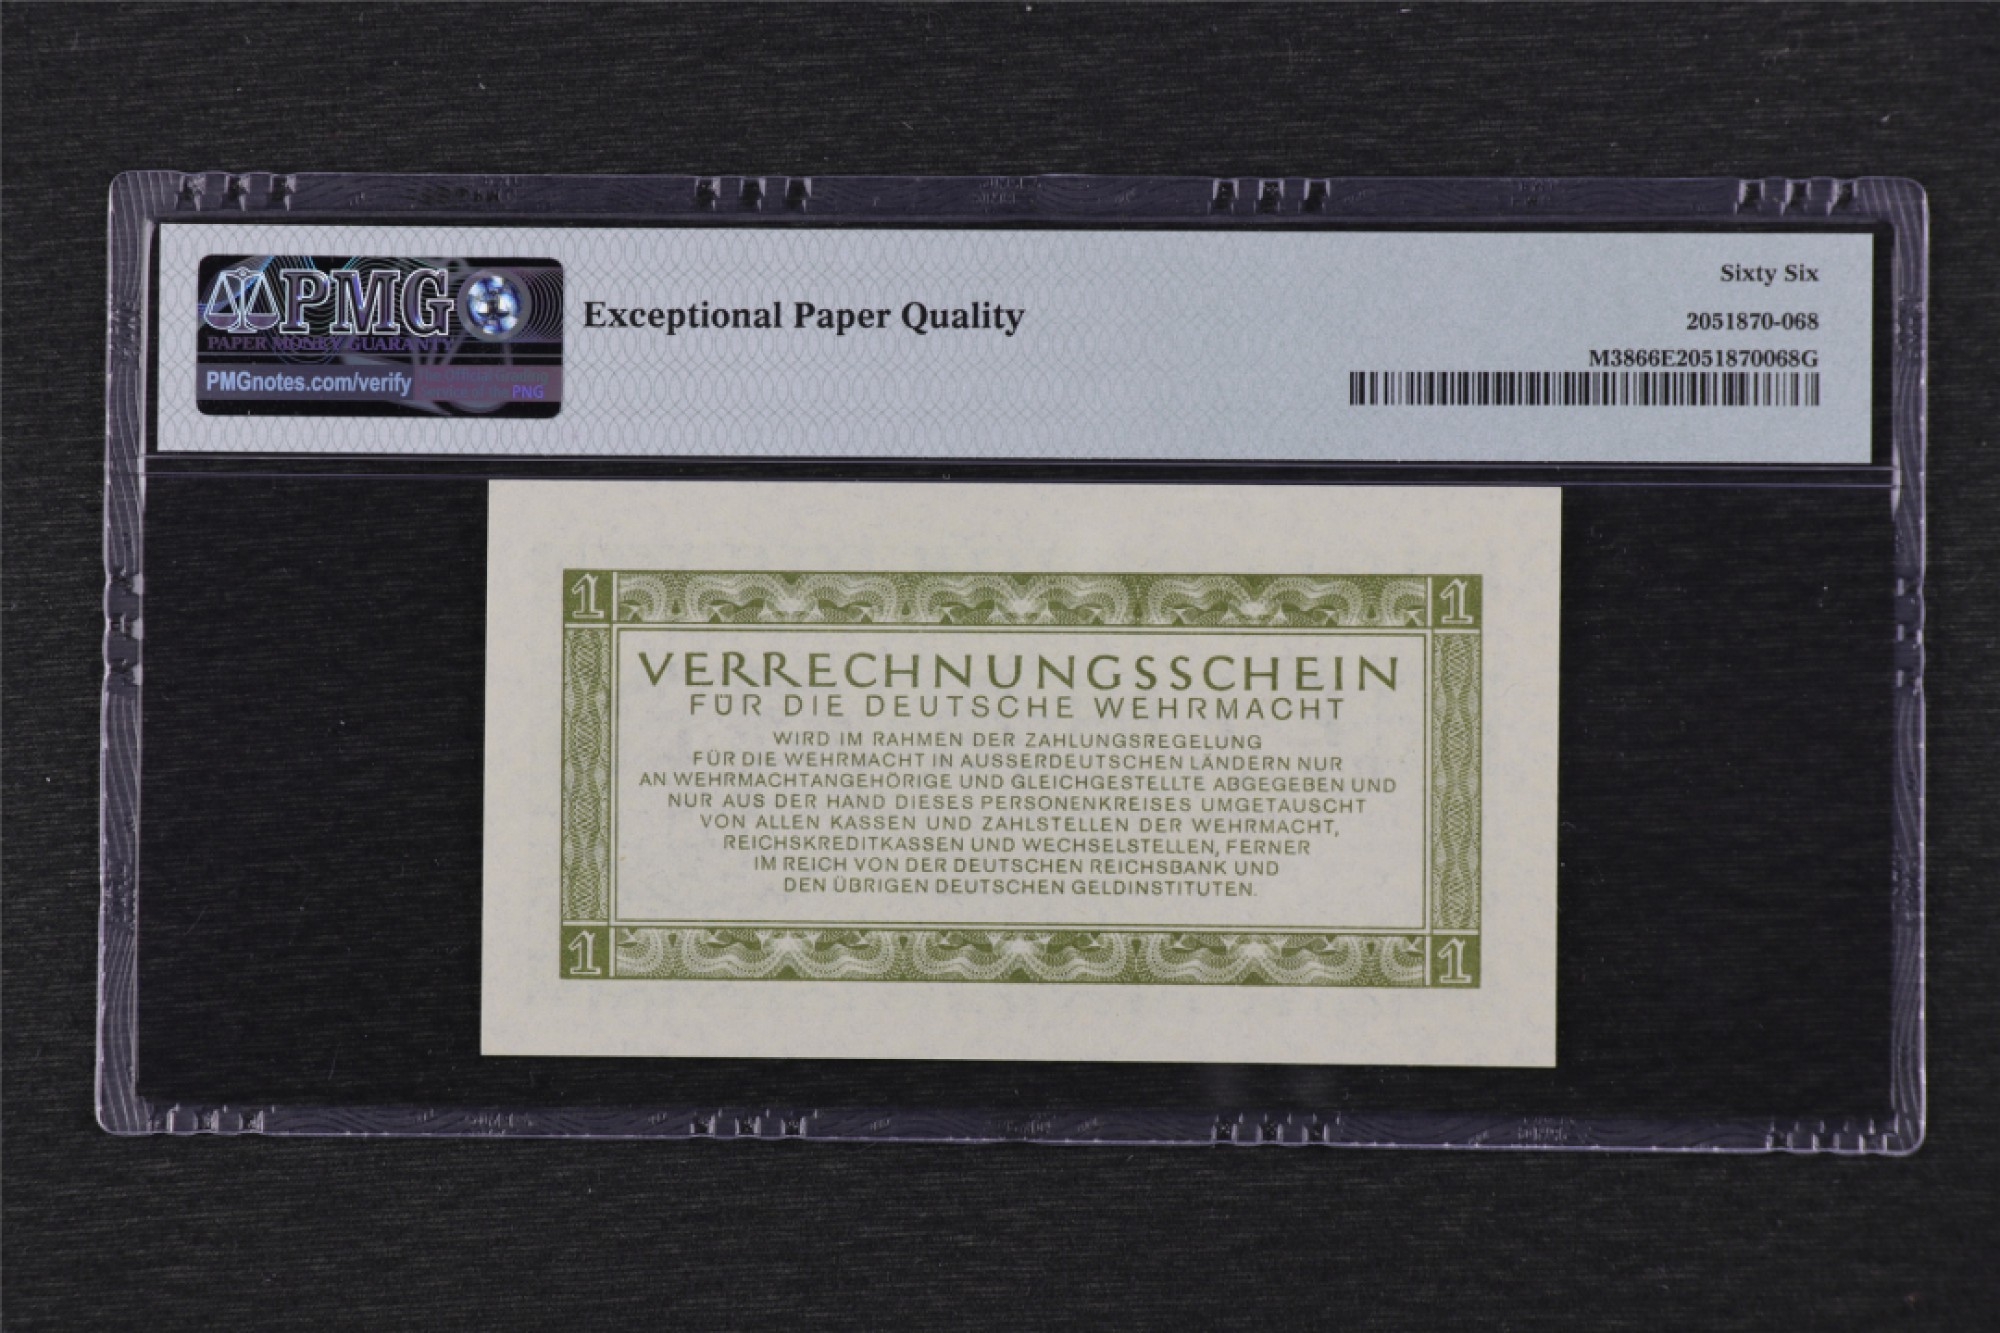 PMG
PAPER MONEY GUARANTY
PMGnotes.com/verify
PNG
Exceptional Paper Quality
Sixty Six
2051870-068
M3866E2051870068G
1 1
VERRECHNUNGSSCHEIN
FÜR DIE DEUTSCHE WEHRMACHT
WIRD IM RAHMEN DER ZAHLUNGSREGELUNG
FÜR DIE WEHRMACHT IN AUSSERDEUTSCHEN LÄNDERN NUR
AN WEHRMACHTANGEHÖRIGE UND GLEICHGESTELLTE ABGEGEBEN UND
NUR AUS DER HAND DIESES PERSONENKREISES UMGETAUSCHT
VON ALLEN KASSEN UND ZAHLSTELLEN DER WEHRMACHT,
REICHSKREDITKASSEN UND WECHSELSTELLEN, FERNER
IM REICH VON DER DEUTSCHEN REICHSBANK UND
DEN ÜBRIGEN DEUTSCHEN GELDINSTITUTEN.
1 1